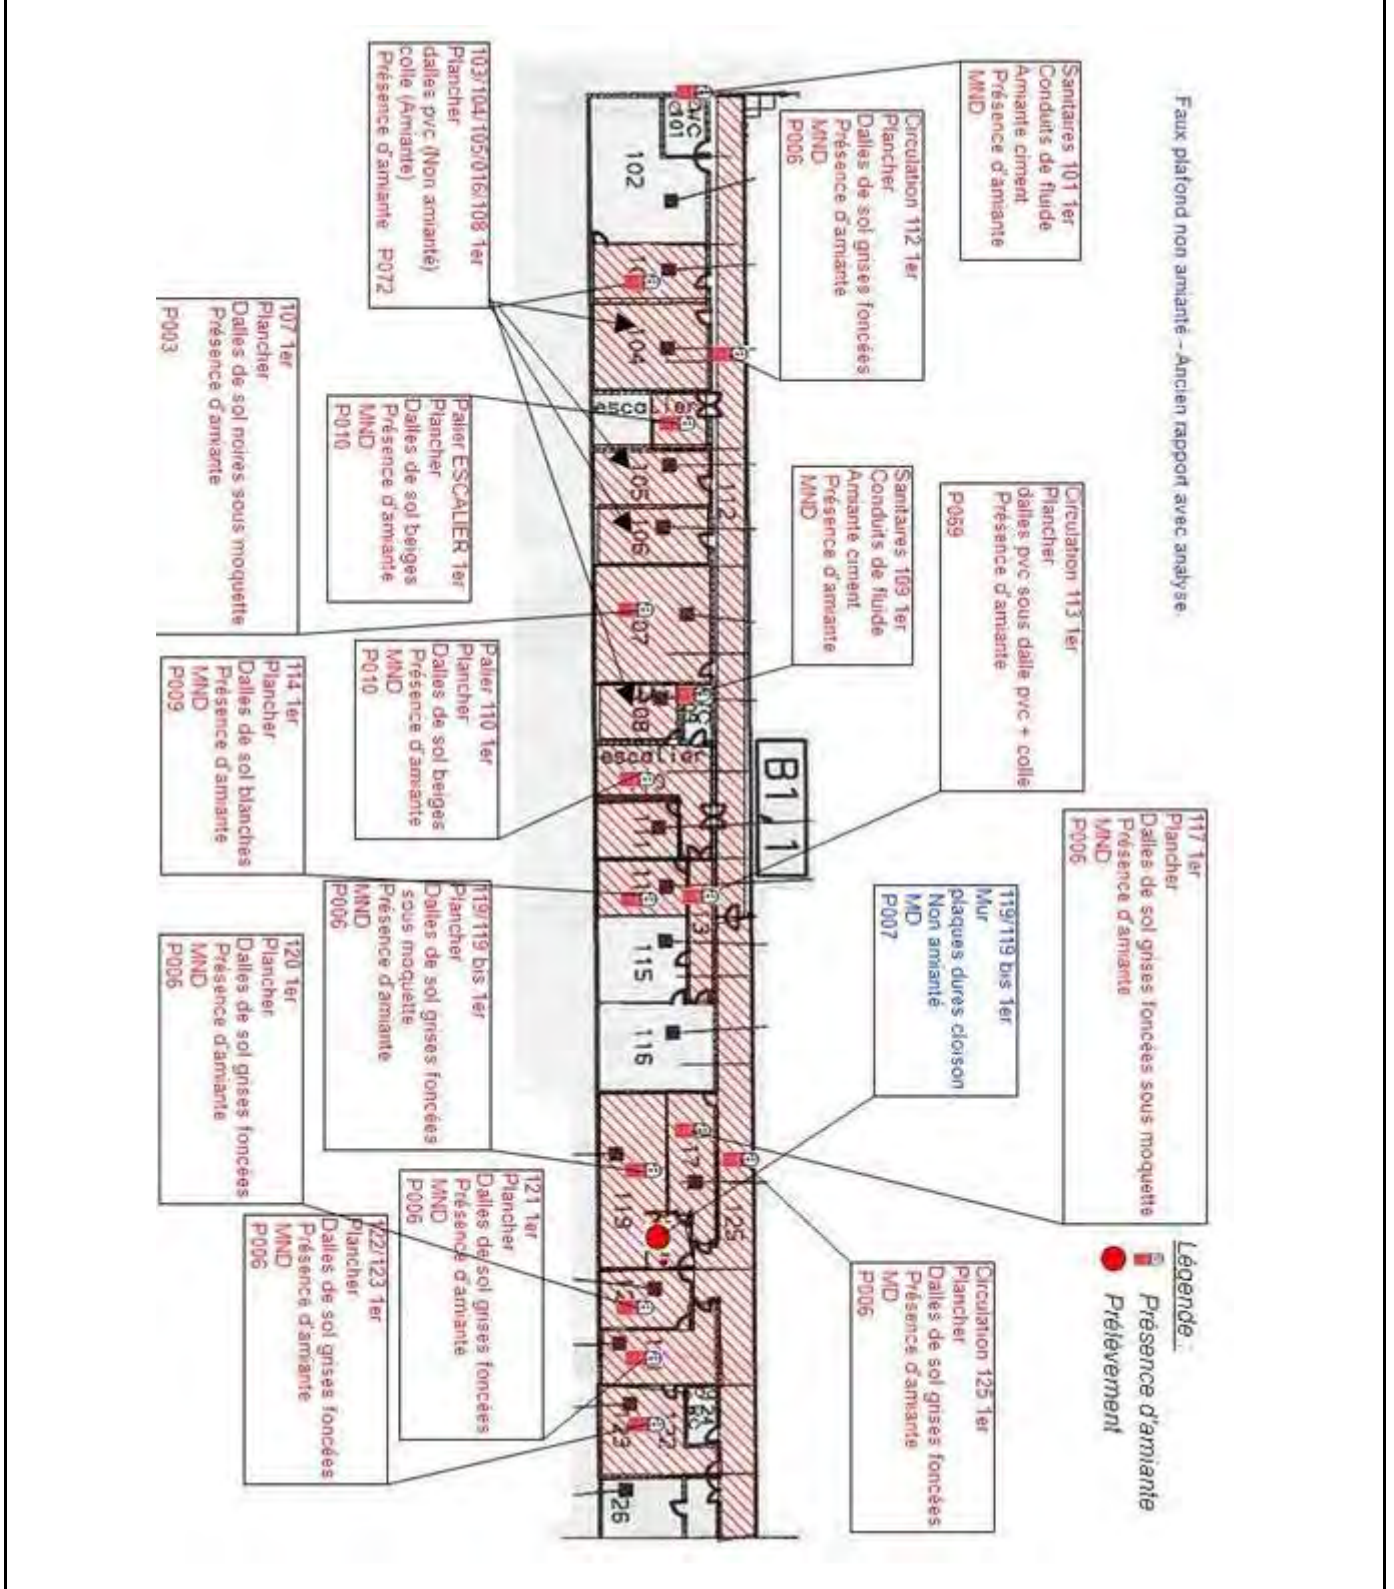 Faux plafond non amianté - Ancien rapport avec analyse.
Sanitaires 101 1er
Conduits de fluide
Amiante ciment
Présence d'amiante
MND
Circulation 112 1er
Plancher
Dalles de sol grises foncées
Présence d'amiante
MND
P006
103/104/105/016/108 1er
Plancher
dalles pvc (Non amianté)
colle (Amiante)
Présence d'amiante P072
Circulation 113 1er
Plancher
dalles pvc sous dalle pvc + colle
Présence d'amiante
P069
Sanitaires 109 1er
Conduits de fluide
Amiante ciment
Présence d'amiante
MND
Palier ESCALIER 1er
Plancher
Dalles de sol beiges
Présence d'amiante
MND
P010
107 1er
Plancher
Dalles de sol noires sous moquette
Présence d'amiante
P003
Palier 110 1er
Plancher
Dalles de sol beiges
Présence d'amiante
MND
P010
114 1er
Plancher
Dalles de sol blanches
Présence d'amiante
MND
P009
117 1er
Plancher
Dalles de sol grises foncées sous moquette
Présence d'amiante
MND
P006
119/119 bis 1er
Mur
plaques dures cloison
Non amianté
MD
P007
119/119 bis 1er
Plancher
Dalles de sol grises foncées
sous moquette
Présence d'amiante
MND
P006
120 1er
Plancher
Dalles de sol grises foncées
Présence d'amiante
MND
P006
121 1er
Plancher
Dalles de sol grises foncées
Présence d'amiante
MND
P006
122/123 1er
Plancher
Dalles de sol grises foncées
Présence d'amiante
MND
P006
Circulation 125 1er
Plancher
Dalles de sol grises foncées
Présence d'amiante
MD
P006
Légende :
Présence d'amiante
Prélèvement
B1, 1
WC
101
102
104
escalier
105
106
112
107
108
WC
escalier
111
115
116
119
125
124
26